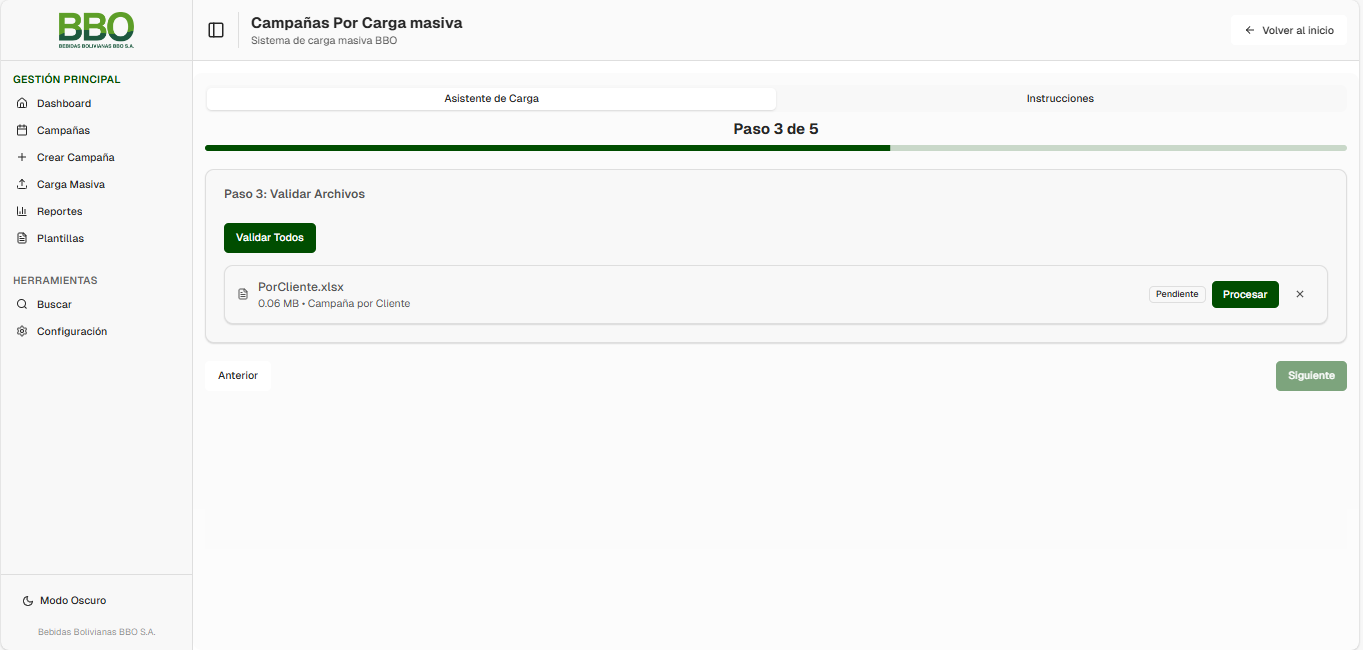 BBO
BEBIDAS BOLIVIANAS BBO S.A.
GESTIÓN PRINCIPAL
Dashboard
Campañas
Crear Campaña
Carga Masiva
Reportes
Plantillas
HERRAMIENTAS
Buscar
Configuración
Modo Oscuro
Bebidas Bolivianas BBO S.A.
Campañas Por Carga masiva
Sistema de carga masiva BBO
Volver al inicio
Asistente de Carga
Instrucciones
Paso 3 de 5
Paso 3: Validar Archivos
Validar Todos
PorCliente.xlsx
0.06 MB • Campaña por Cliente
Pendiente
Procesar
Anterior
Siguiente